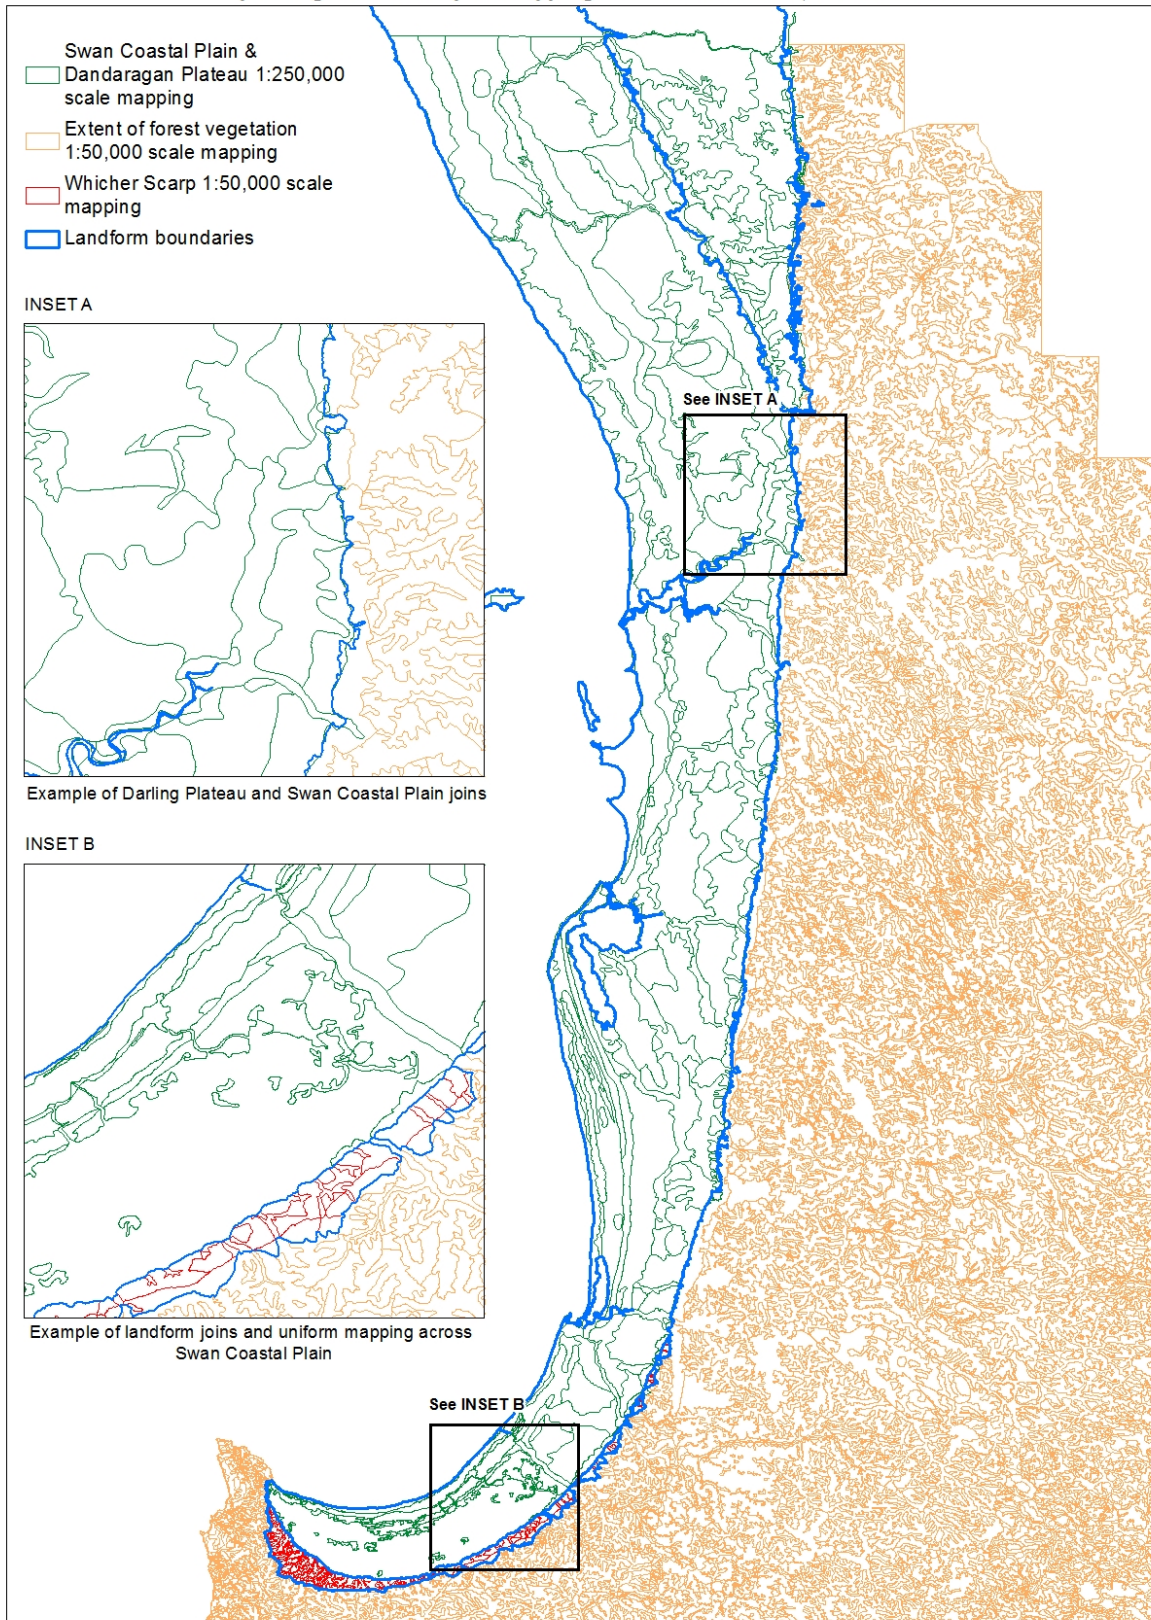 Swan Coastal Plain &
Dandaragan Plateau 1:250,000
scale mapping
Extent of forest vegetation
1:50,000 scale mapping
Whicher Scarp 1:50,000 scale
mapping
Landform boundaries
INSET A
See INSET A
Example of Darling Plateau and Swan Coastal Plain joins
INSET B
Example of landform joins and uniform mapping across
Swan Coastal Plain
See INSET B